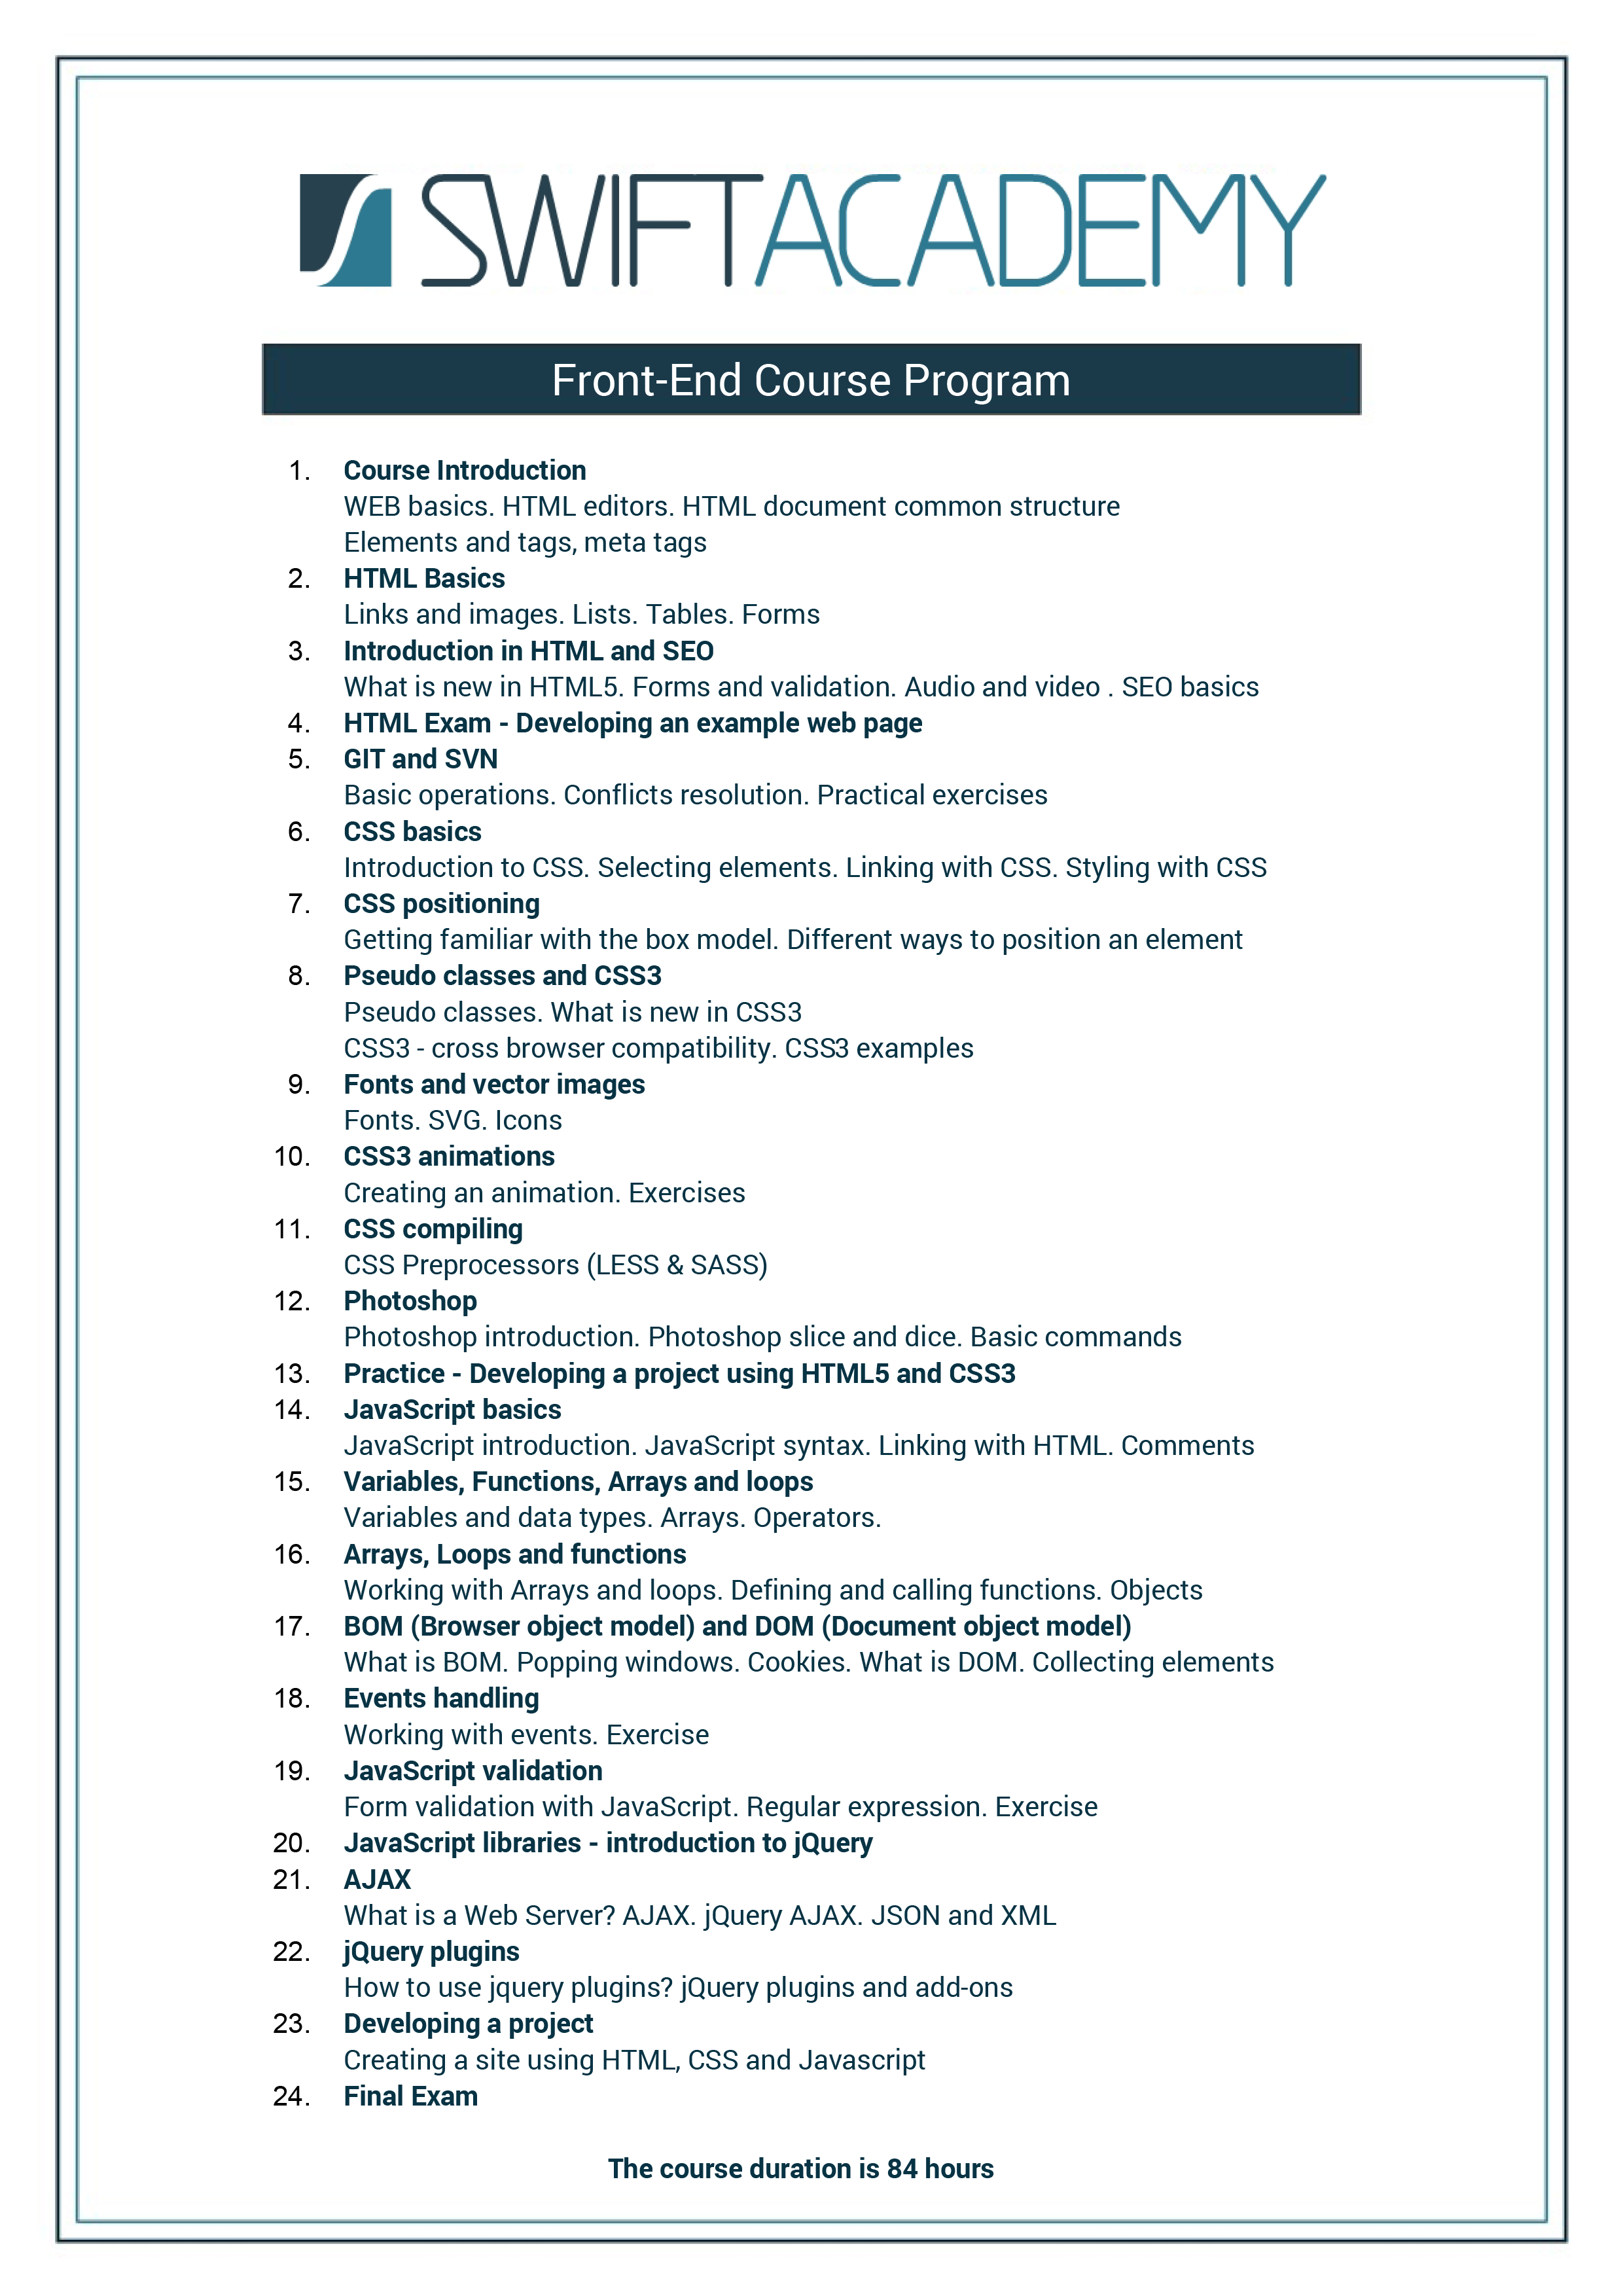 SWIFTACADEMY
Front-End Course Program
1. Course Introduction
WEB basics. HTML editors. HTML document common structure
Elements and tags, meta tags
2. HTML Basics
Links and images. Lists. Tables. Forms
3. Introduction in HTML and SEO
What is new in HTML5. Forms and validation. Audio and video . SEO basics
4. HTML Exam - Developing an example web page
5. GIT and SVN
Basic operations. Conflicts resolution. Practical exercises
6. CSS basics
Introduction to CSS. Selecting elements. Linking with CSS. Styling with CSS
7. CSS positioning
Getting familiar with the box model. Different ways to position an element
8. Pseudo classes and CSS3
Pseudo classes. What is new in CSS3
CSS3 - cross browser compatibility. CSS3 examples
9. Fonts and vector images
Fonts. SVG. Icons
10. CSS3 animations
Creating an animation. Exercises
11. CSS compiling
CSS Preprocessors (LESS & SASS)
12. Photoshop
Photoshop introduction. Photoshop slice and dice. Basic commands
13. Practice - Developing a project using HTML5 and CSS3
14. JavaScript basics
JavaScript introduction. JavaScript syntax. Linking with HTML. Comments
15. Variables, Functions, Arrays and loops
Variables and data types. Arrays. Operators.
16. Arrays, Loops and functions
Working with Arrays and loops. Defining and calling functions. Objects
17. BOM (Browser object model) and DOM (Document object model)
What is BOM. Popping windows. Cookies. What is DOM. Collecting elements
18. Events handling
Working with events. Exercise
19. JavaScript validation
Form validation with JavaScript. Regular expression. Exercise
20. JavaScript libraries - introduction to jQuery
21. AJAX
What is a Web Server? AJAX. jQuery AJAX. JSON and XML
22. jQuery plugins
How to use jquery plugins? jQuery plugins and add-ons
23. Developing a project
Creating a site using HTML, CSS and Javascript
24. Final Exam
The course duration is 84 hours